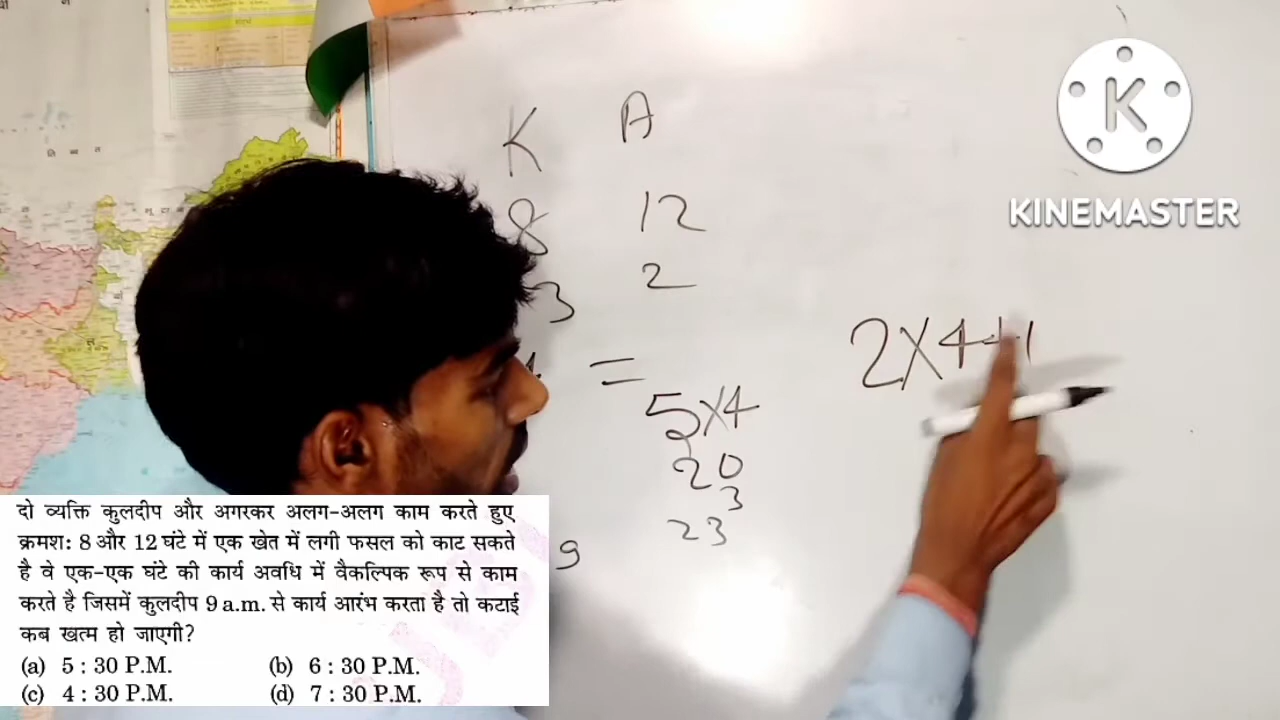 K A
8 12
3 2
4 =
5x4
20
3
23
9
2x4+1
KINEMASTER
दो व्यक्ति कुलदीप और अगरकर अलग-अलग काम करते हुए
क्रमश: 8 और 12 घंटे में एक खेत में लगी फसल को काट सकते
है वे एक-एक घंटे की कार्य अवधि में वैकल्पिक रूप से काम
करते है जिसमें कुलदीप 9 a.m. से कार्य आरंभ करता है तो कटाई
कब खत्म हो जाएगी?
(a) 5 : 30 P.M. (b) 6 : 30 P.M.
(c) 4 : 30 P.M. (d) 7 : 30 P.M.